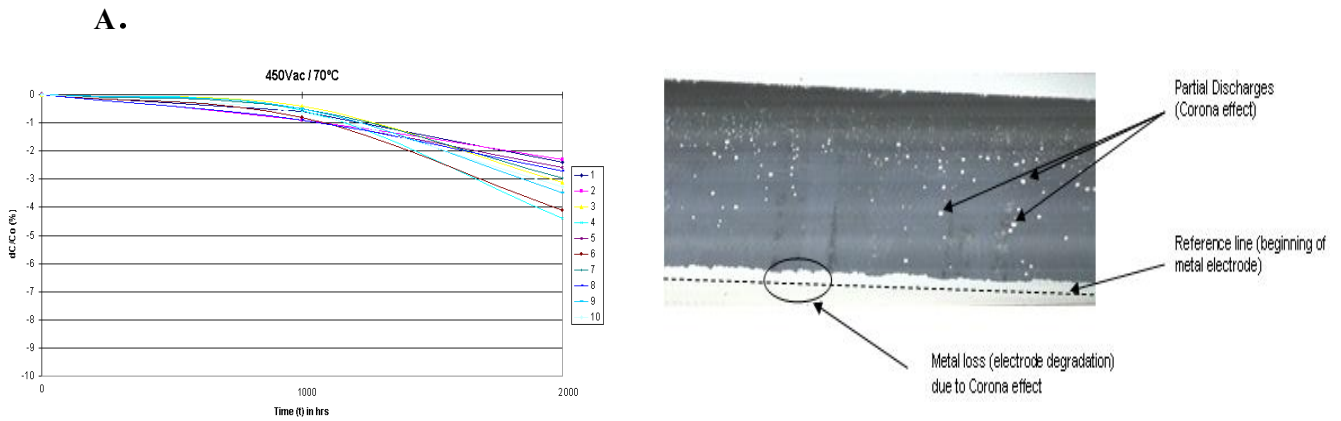 A.
450Vac / 70ºC
0
-1
-2
-3
-4
-5
-6
-7
-8
-9
-10
dC/Co (%)
0
1000
2000
Time (t) in hrs
1
2
3
4
5
6
7
8
9
10
Partial Discharges
(Corona effect)
Reference line (beginning of
metal electrode)
Metal loss (electrode degradation)
due to Corona effect